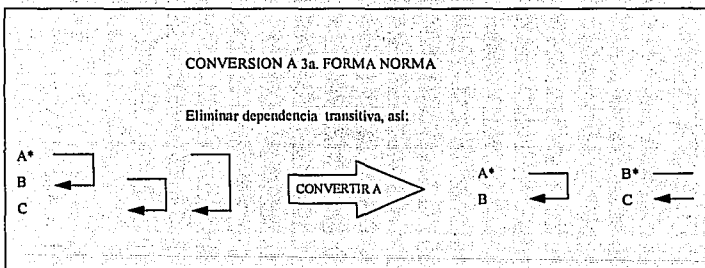 CONVERSION A 3a. FORMA NORMA
Eliminar dependencia transitiva, así:
A*
B
C
CONVERTIR A
A*
B
B*
C